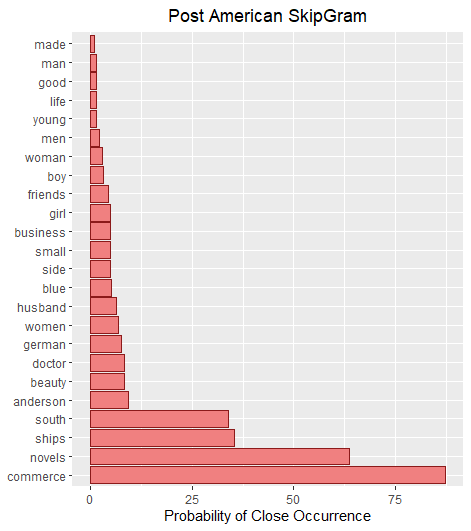 Post American SkipGram
made
man
good
life
young
men
woman
boy
friends
girl
business
small
side
blue
husband
women
german
doctor
beauty
anderson
south
ships
novels
commerce
0 25 50 75
Probability of Close Occurrence